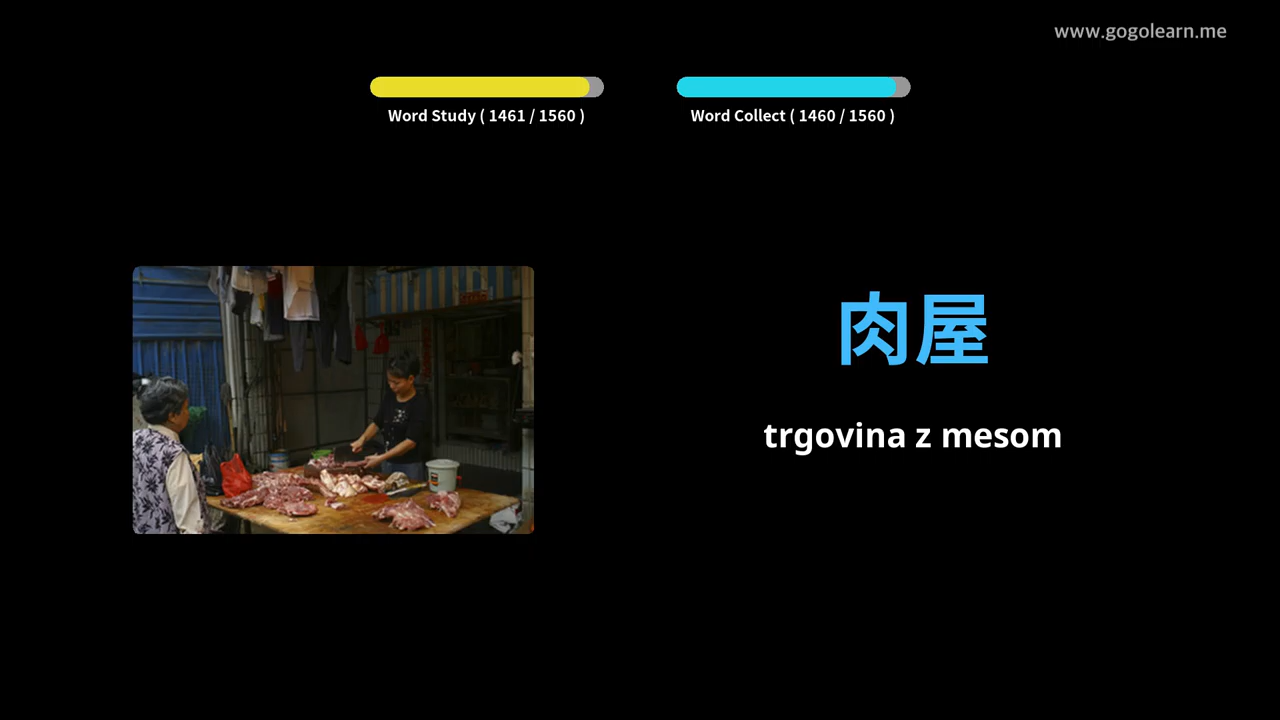 www.gogolearn.me
Word Study ( 1461 / 1560 )
Word Collect ( 1460 / 1560 )
肉屋
trgovina z mesom